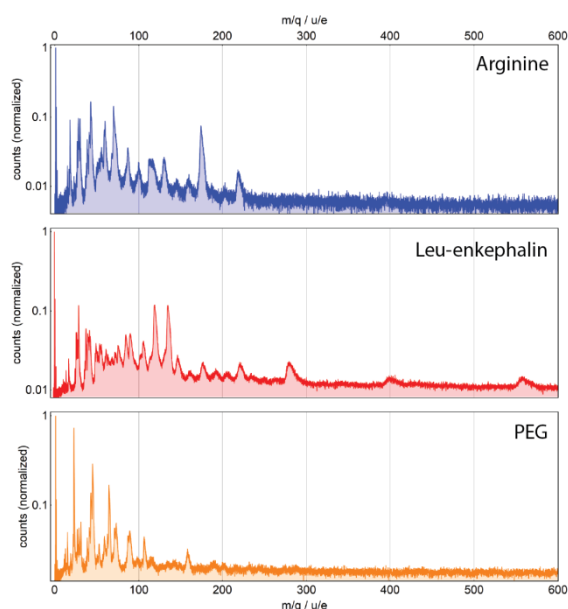 m/q / u/e
0 100 200 300 400 500 600
1
Arginine
counts (normalized)
0.1
0.01
1
Leu-enkephalin
counts (normalized)
0.1
0.01
1
PEG
counts (normalized)
0.1
0 100 200 300 400 500 600
m/q / u/e